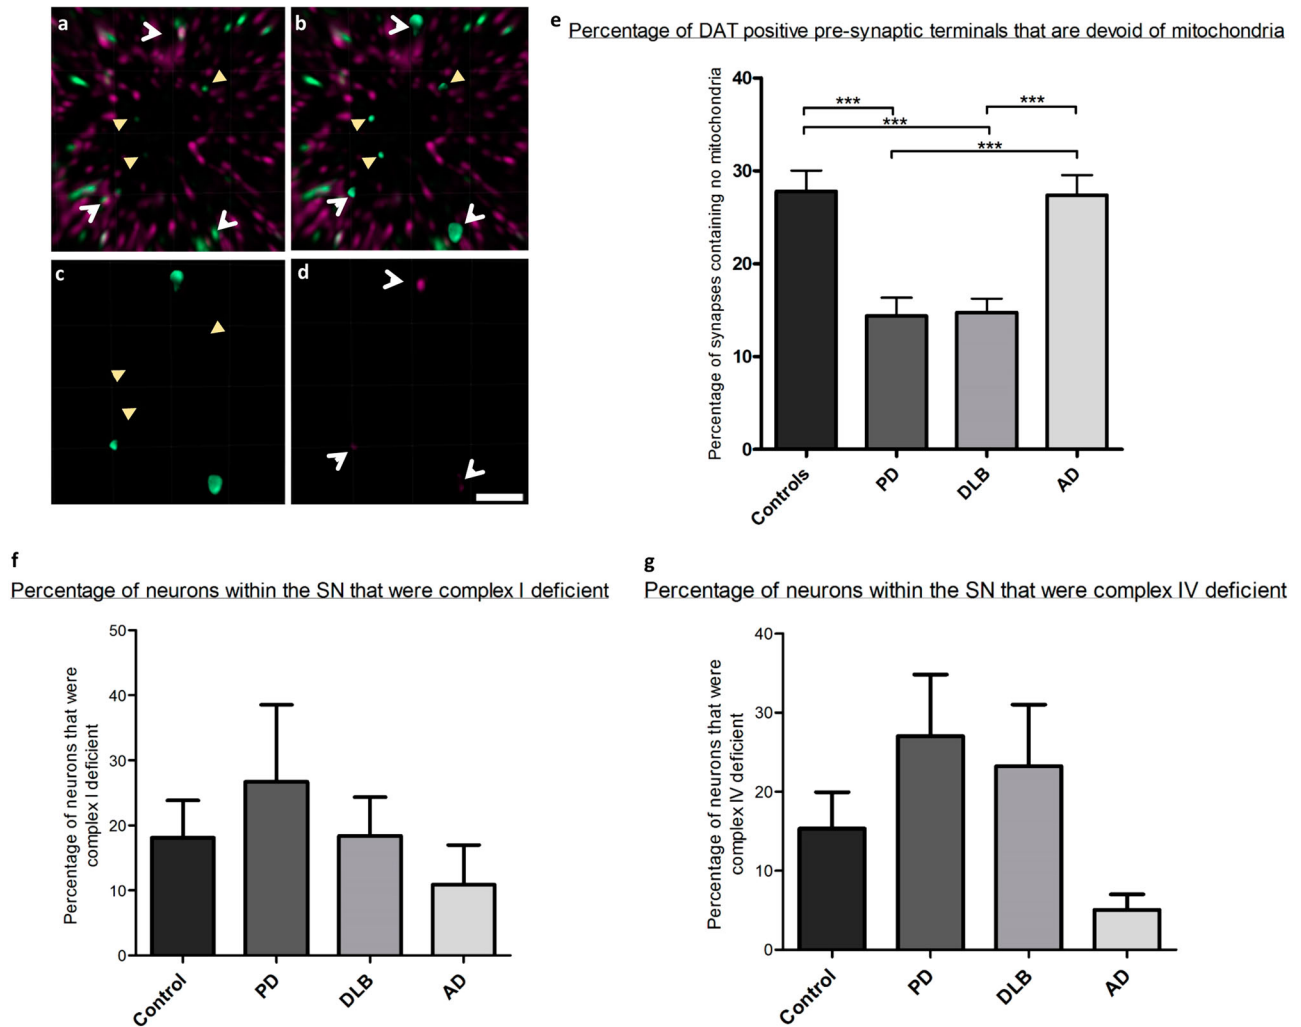 a
b
c
d
e
Percentage of DAT positive pre-synaptic terminals that are devoid of mitochondria
Percentage of synapses containing no mitochondria
40
30
20
10
0
***
***
***
***
Controls
PD
DLB
AD
f
Percentage of neurons within the SN that were complex I deficient
Percentage of neurons that were
complex I deficient
50
40
30
20
10
0
Control
PD
DLB
AD
g
Percentage of neurons within the SN that were complex IV deficient
Percentage of neurons that were
complex IV deficient
40
30
20
10
0
Control
PD
DLB
AD